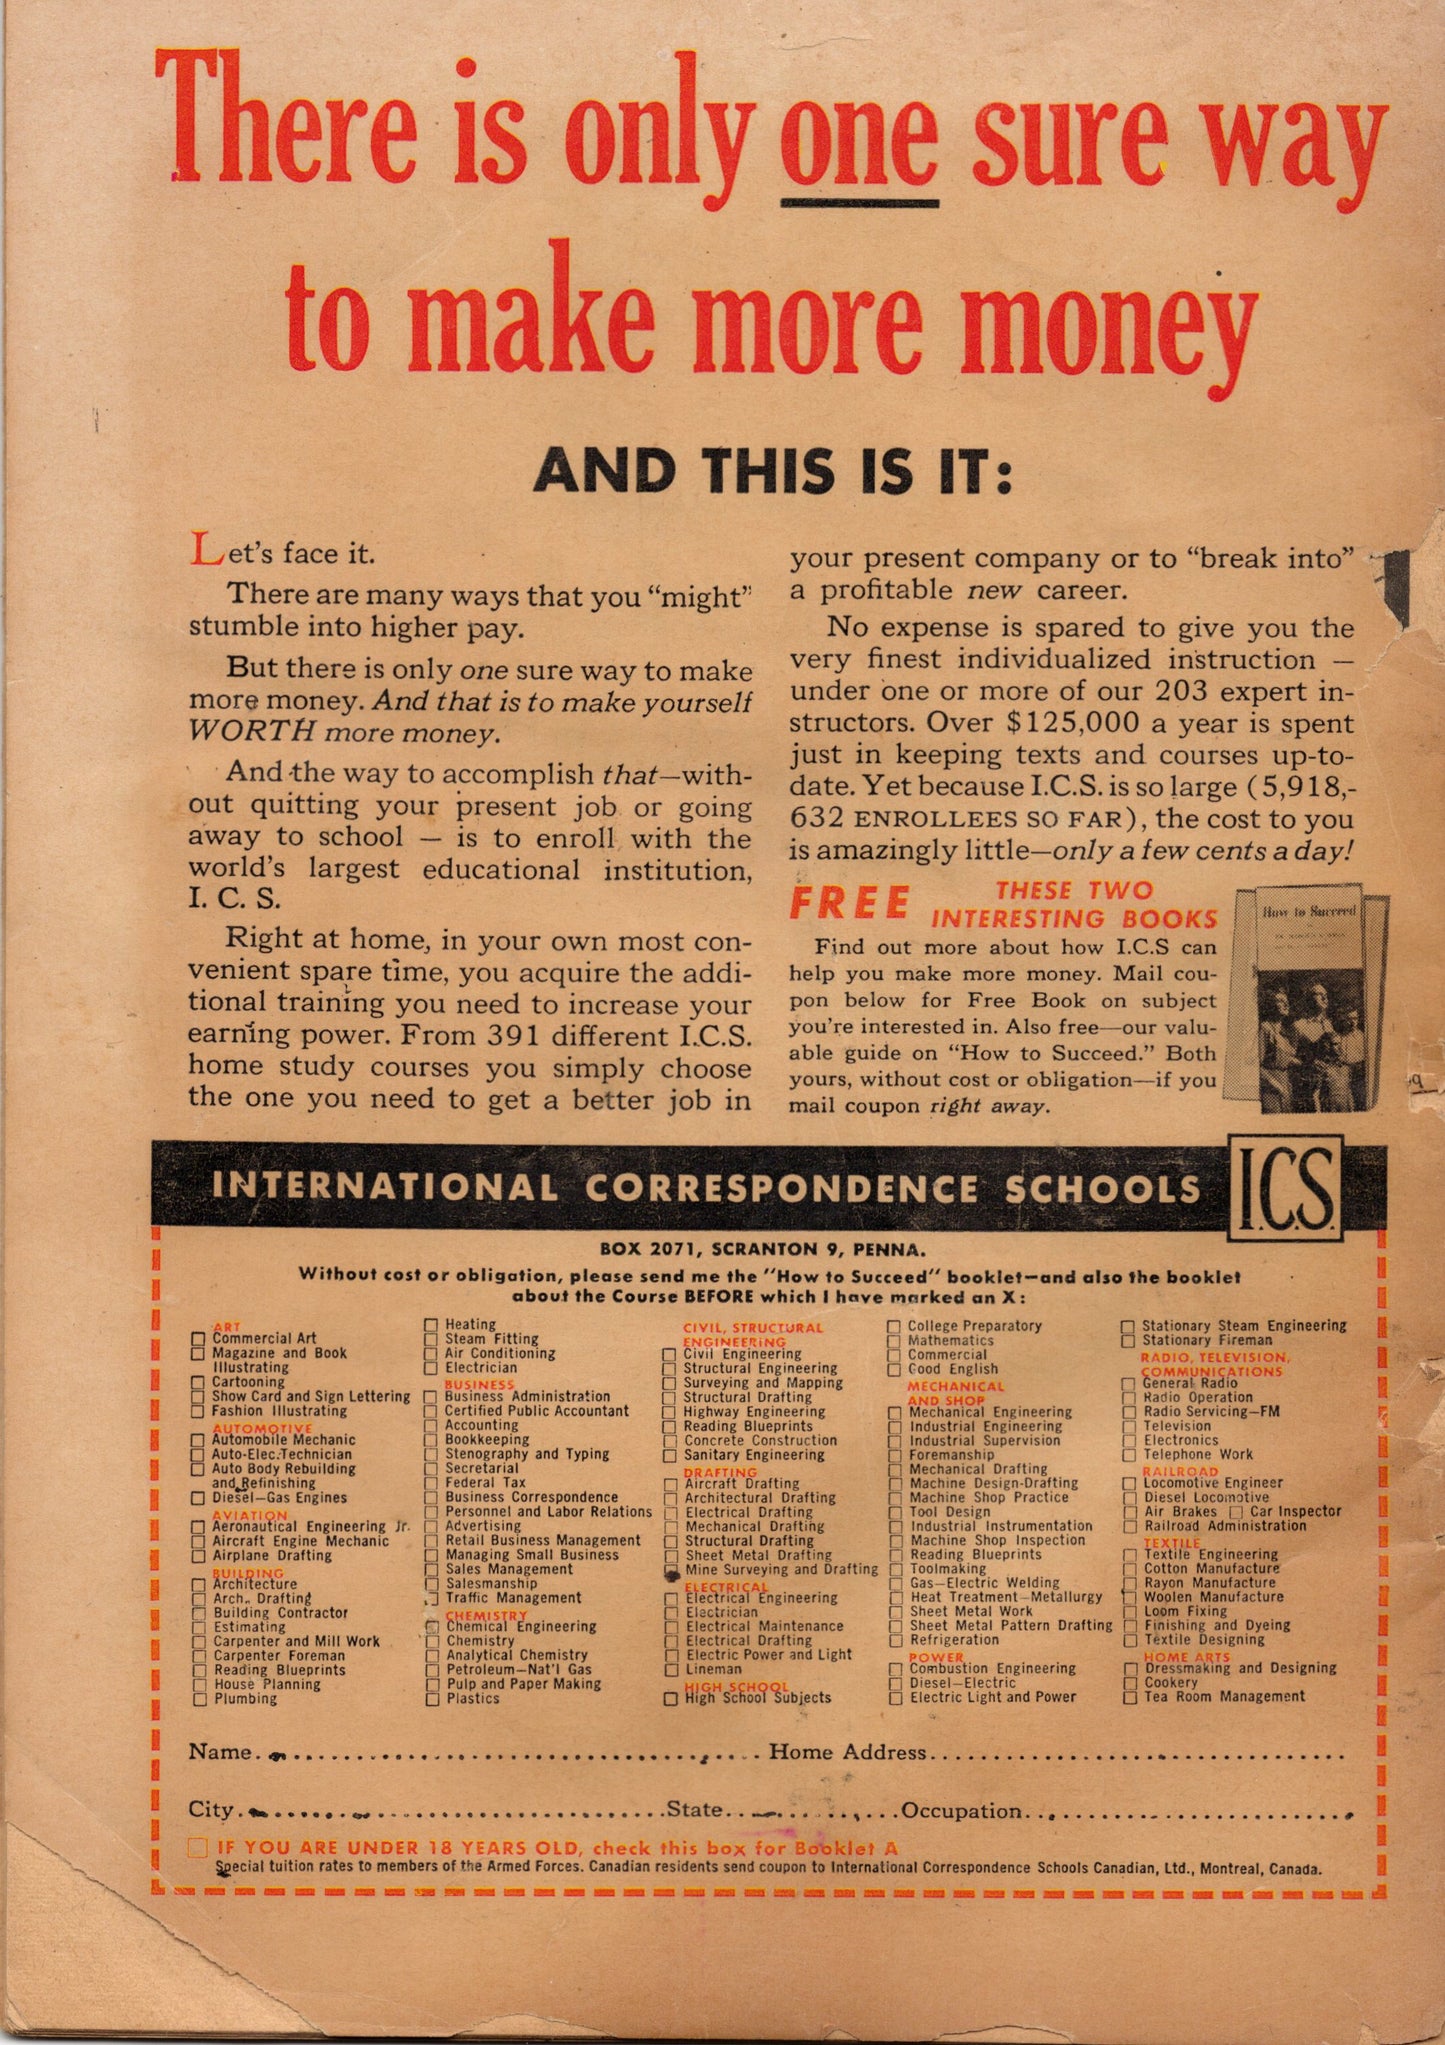 There is only one sure way
to make more money
AND THIS IS IT:
Let's face it.
There are many ways that you “might”
stumble into higher pay.
But there is only one sure way to make
more money. And that is to make yourself
WORTH more money.
And the way to accomplish that—with-
out quitting your present job or going
away to school — is to enroll with the
world's largest educational institution,
I. C. S.
Right at home, in your own most con-
venient spare time, you acquire the addi-
tional training you need to increase your
earning power. From 391 different I.C.S.
home study courses you simply choose
the one you need to get a better job in
your present company or to “break into”
a profitable new career.
No expense is spared to give you the
very finest individualized instruction —
under one or more of our 203 expert in-
structors. Over $125,000 a year is spent
just in keeping texts and courses up-to-
date. Yet because I.C.S. is so large (5,918,-
632 ENROLLEES SO FAR), the cost to you
is amazingly little—only a few cents a day!
FREE THESE TWO
INTERESTING BOOKS
Find out more about how I.C.S can
help you make more money. Mail cou-
pon below for Free Book on subject
you're interested in. Also free—our valu-
able guide on “How to Succeed.” Both
yours, without cost or obligation—if you
mail coupon right away.
How to Succeed
INTERNATIONAL CORRESPONDENCE SCHOOLS
I.C.S.
BOX 2071, SCRANTON 9, PENNA.
Without cost or obligation, please send me the “How to Succeed” booklet—and also the booklet
about the Course BEFORE which I have marked an X:
ART
Commercial Art
Magazine and Book
Illustrating
Cartooning
Show Card and Sign Lettering
Fashion Illustrating
AUTOMOTIVE
Automobile Mechanic
Auto-Elec. Technician
Auto Body Rebuilding
and Refinishing
Diesel—Gas Engines
AVIATION
Aeronautical Engineering Jr.
Aircraft Engine Mechanic
Airplane Drafting
BUILDING
Architecture
Arch. Drafting
Building Contractor
Estimating
Carpenter and Mill Work
Carpenter Foreman
Reading Blueprints
House Planning
Plumbing
Heating
Steam Fitting
Air Conditioning
Electrician
BUSINESS
Business Administration
Certified Public Accountant
Accounting
Bookkeeping
Stenography and Typing
Secretarial
Federal Tax
Business Correspondence
Personnel and Labor Relations
Advertising
Retail Business Management
Managing Small Business
Sales Management
Salesmanship
Traffic Management
CHEMISTRY
Chemical Engineering
Chemistry
Analytical Chemistry
Petroleum—Nat'l Gas
Pulp and Paper Making
Plastics
CIVIL, STRUCTURAL
ENGINEERING
Civil Engineering
Structural Engineering
Surveying and Mapping
Structural Drafting
Highway Engineering
Reading Blueprints
Concrete Construction
Sanitary Engineering
DRAFTING
Aircraft Drafting
Architectural Drafting
Electrical Drafting
Mechanical Drafting
Structural Drafting
Sheet Metal Drafting
Mine Surveying and Drafting
ELECTRICAL
Electrical Engineering
Electrician
Electrical Maintenance
Electrical Drafting
Electric Power and Light
Lineman
HIGH SCHOOL
High School Subjects
College Preparatory
Mathematics
Commercial
Good English
MECHANICAL
AND SHOP
Mechanical Engineering
Industrial Engineering
Industrial Supervision
Foremanship
Mechanical Drafting
Machine Design-Drafting
Machine Shop Practice
Tool Design
Industrial Instrumentation
Machine Shop Inspection
Reading Blueprints
Toolmaking
Gas—Electric Welding
Heat Treatment—Metallurgy
Sheet Metal Work
Sheet Metal Pattern Drafting
Refrigeration
POWER
Combustion Engineering
Diesel—Electric
Electric Light and Power
Stationary Steam Engineering
Stationary Fireman
RADIO, TELEVISION,
COMMUNICATIONS
General Radio
Radio Operation
Radio Servicing—FM
Television
Electronics
Telephone Work
RAILROAD
Locomotive Engineer
Diesel Locomotive
Air Brakes Car Inspector
Railroad Administration
TEXTILE
Textile Engineering
Cotton Manufacture
Rayon Manufacture
Woolen Manufacture
Loom Fixing
Finishing and Dyeing
Textile Designing
HOME ARTS
Dressmaking and Designing
Cookery
Tea Room Management
Name Home Address
City State Occupation
IF YOU ARE UNDER 18 YEARS OLD, check this box for Booklet A
Special tuition rates to members of the Armed Forces. Canadian residents send coupon to International Correspondence Schools Canadian, Ltd., Montreal, Canada.